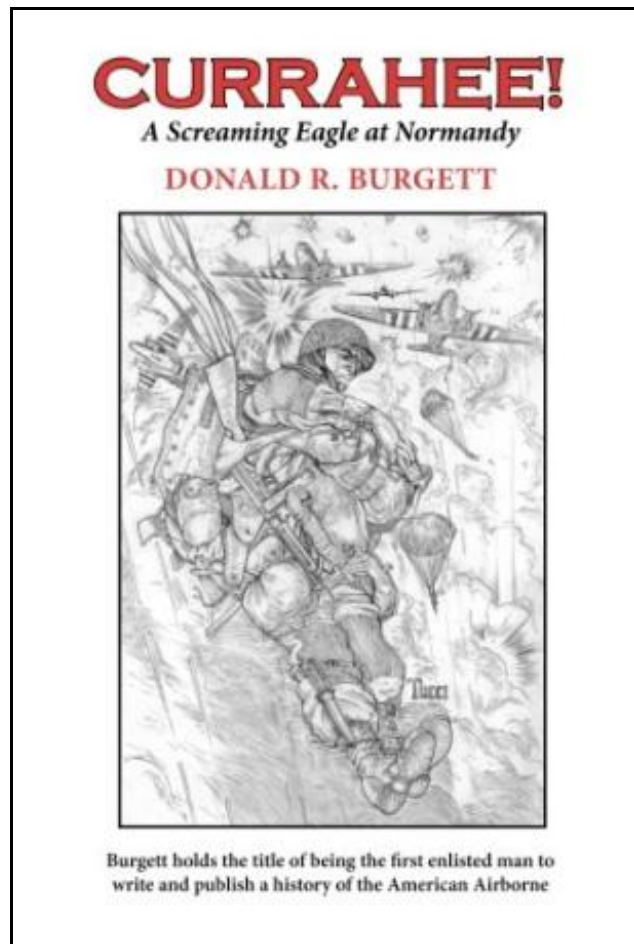 CURRAHEE!
A Screaming Eagle at Normandy
DONALD R. BURGETT
Tucci
Burgett holds the title of being the first enlisted man to
write and publish a history of the American Airborne